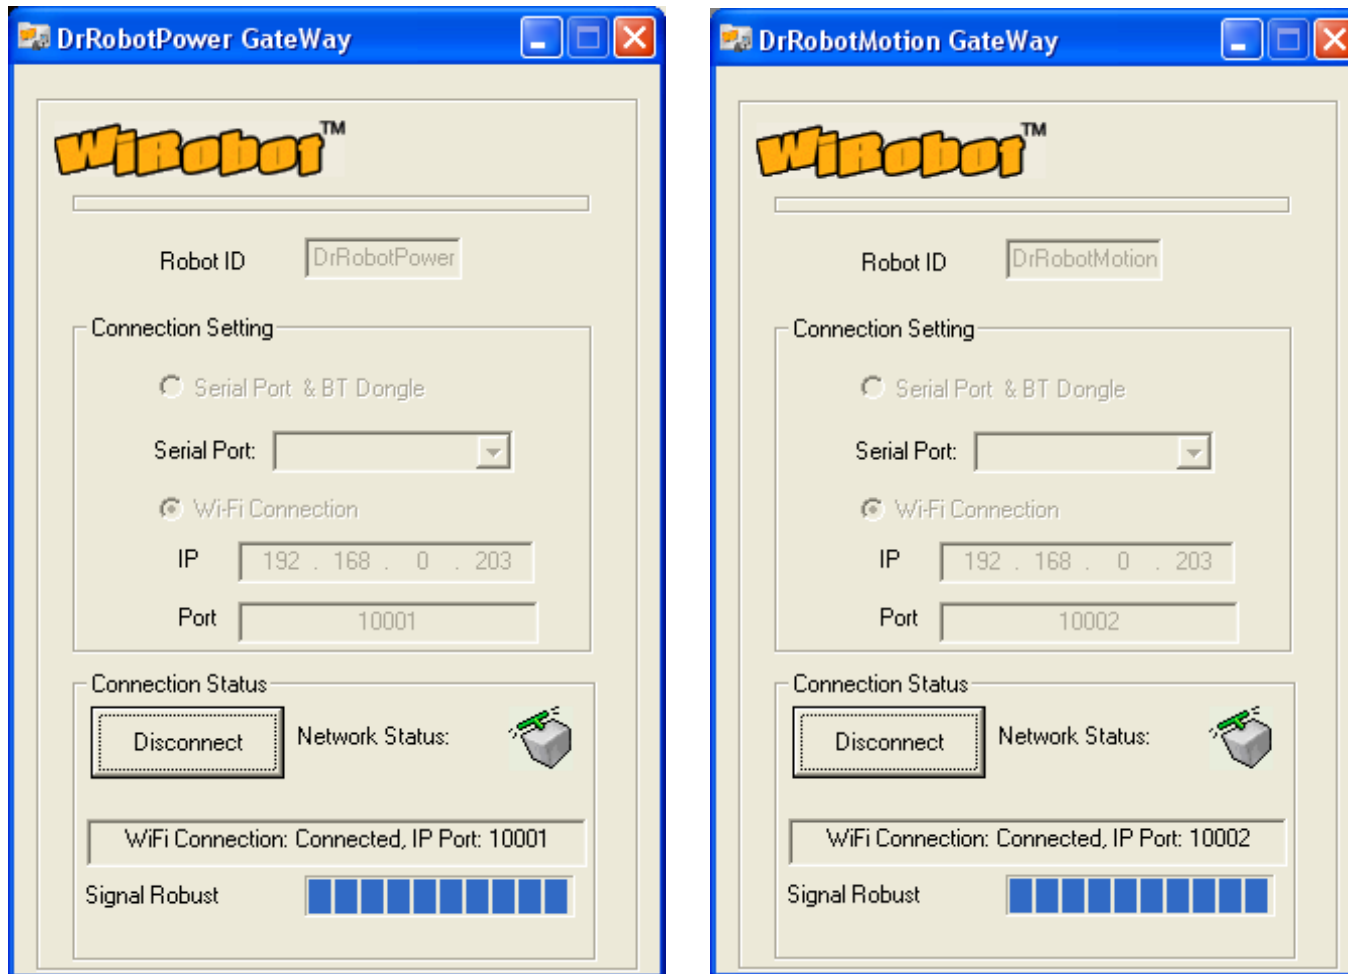 DrRobotPower GateWay
WiRobot™
Robot ID DrRobotPower
Connection Setting
Serial Port & BT Dongle
Serial Port:
Wi-Fi Connection
IP 192 . 168 . 0 . 203
Port 10001
Connection Status
Disconnect Network Status:
WiFi Connection: Connected, IP Port: 10001
Signal Robust
DrRobotMotion GateWay
WiRobot™
Robot ID DrRobotMotion
Connection Setting
Serial Port & BT Dongle
Serial Port:
Wi-Fi Connection
IP 192 . 168 . 0 . 203
Port 10002
Connection Status
Disconnect Network Status:
WiFi Connection: Connected, IP Port: 10002
Signal Robust